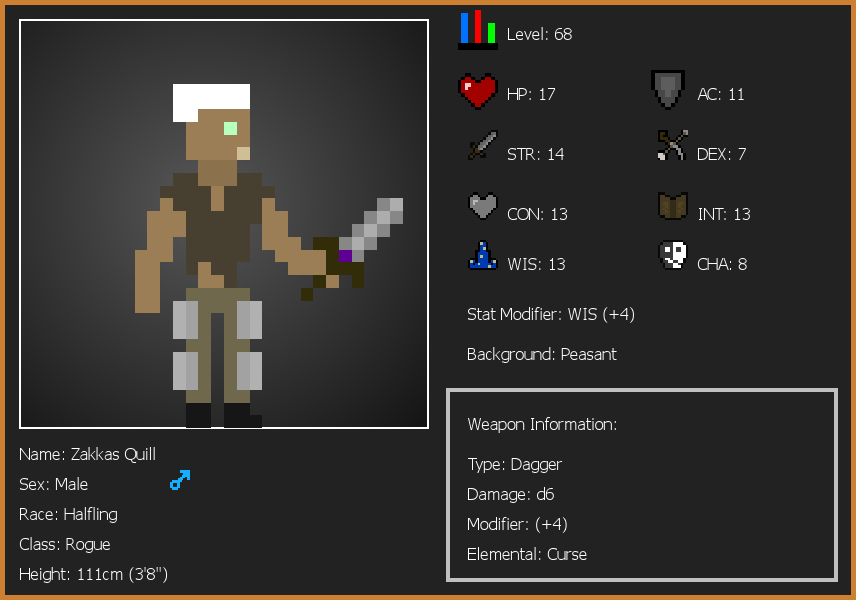 Level: 68
HP: 17
AC: 11
STR: 14
DEX: 7
CON: 13
INT: 13
WIS: 13
CHA: 8
Stat Modifier: WIS (+4)
Background: Peasant
Weapon Information:
Type: Dagger
Damage: d6
Modifier: (+4)
Elemental: Curse
Name: Zakkas Quill
Sex: Male
Race: Halfling
Class: Rogue
Height: 111cm (3'8")